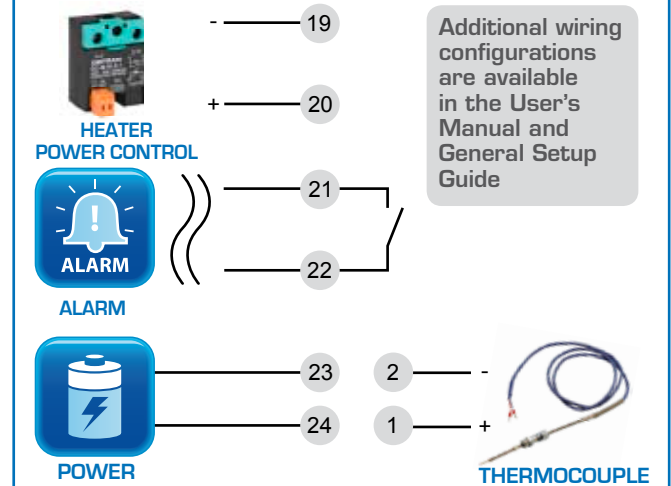 - 19
Additional wiring
configurations
are available
in the User's
Manual and
General Setup
Guide
+ 20
HEATER
POWER CONTROL
21
!
ALARM
22
ALARM
23
2 -
24
1 +
POWER
THERMOCOUPLE